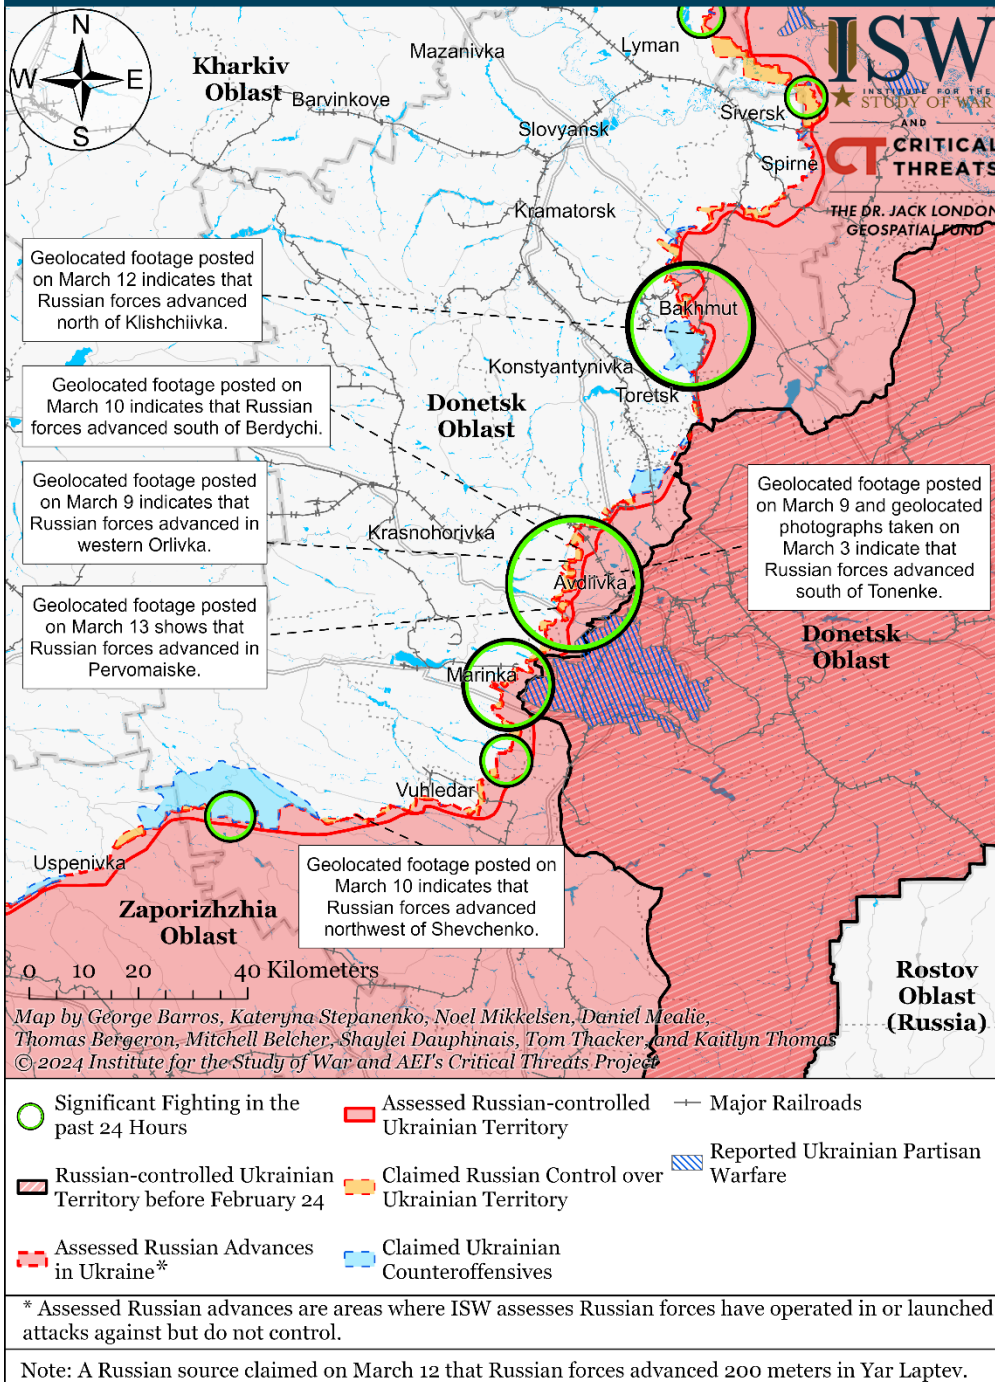 N
W
E
S
Kharkiv
Oblast
Mazanivka
Lyman
Barvinkove
Slovyansk
Siversk
Spirne
Kramatorsk
ISW
INSTITUTE FOR THE
STUDY OF WAR
AND
CT
CRITICAL
THREATS
THE DR. JACK LONDON
GEOSPATIAL FUND
Geolocated footage posted
on March 12 indicates that
Russian forces advanced
north of Klishchiivka.
Bakhmut
Konstyantynivka
Toretsk
Donetsk
Oblast
Geolocated footage posted on
March 10 indicates that Russian
forces advanced south of Berdychi.
Geolocated footage posted
on March 9 indicates that
Russian forces advanced in
western Orlivka.
Krasnohorivka
Avdiivka
Geolocated footage posted
on March 9 and geolocated
photographs taken on
March 3 indicate that
Russian forces advanced
south of Tonenke.
Geolocated footage posted
on March 13 shows that
Russian forces advanced in
Pervomaiske.
Donetsk
Oblast
Marinka
Vuhledar
Uspenivka
Geolocated footage posted on
March 10 indicates that
Russian forces advanced
northwest of Shevchenko.
Zaporizhzhia
Oblast
Rostov
Oblast
(Russia)
0 10 20 40 Kilometers
Map by George Barros, Kateryna Stepanenko, Noel Mikkelsen, Daniel Mealie,
Thomas Bergeron, Mitchell Belcher, Shaylei Dauphinais, Tom Thacker, and Kaitlyn Thomas
© 2024 Institute for the Study of War and AEI's Critical Threats Project
Significant Fighting in the
past 24 Hours
Russian-controlled Ukrainian
Territory before February 24
Assessed Russian Advances
in Ukraine*
Assessed Russian-controlled
Ukrainian Territory
Claimed Russian Control over
Ukrainian Territory
Claimed Ukrainian
Counteroffensives
Major Railroads
Reported Ukrainian Partisan
Warfare
* Assessed Russian advances are areas where ISW assesses Russian forces have operated in or launched
attacks against but do not control.
Note: A Russian source claimed on March 12 that Russian forces advanced 200 meters in Yar Laptev.